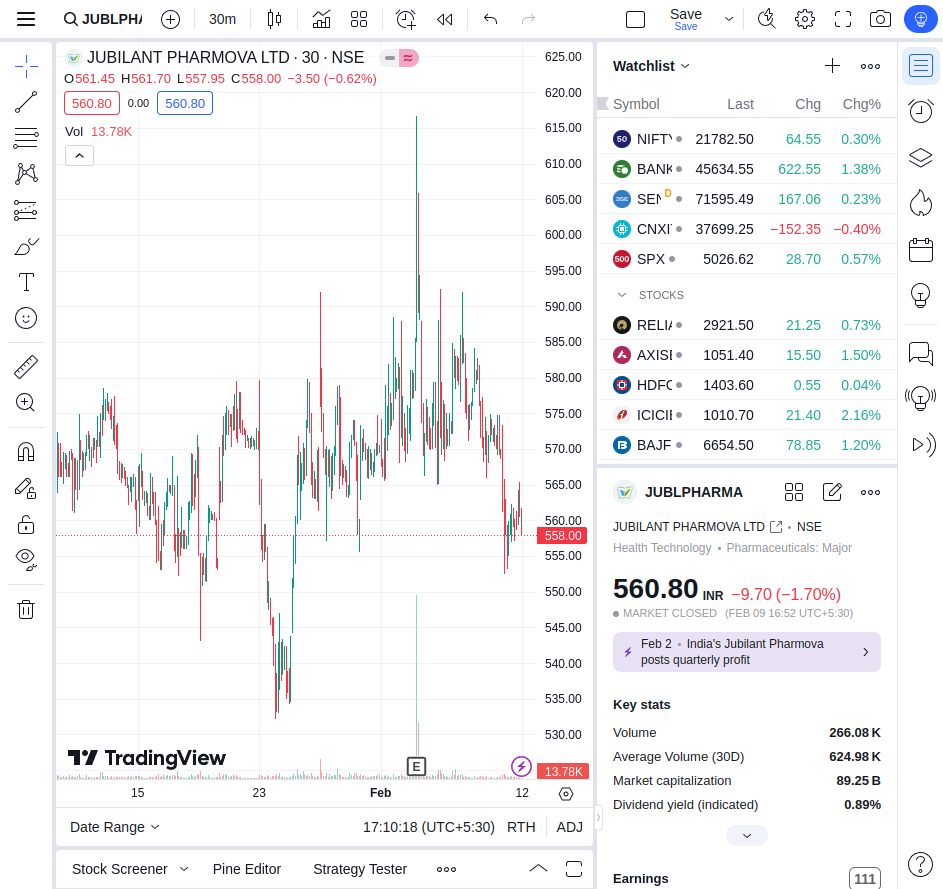 JUBLPHA
30m
Save
Save
JUBILANT PHARMOVA LTD · 30 · NSE
O561.45 H561.70 L557.95 C558.00 −3.50 (−0.62%)
560.80 0.00 560.80
Vol 13.78K
625.00
620.00
615.00
610.00
605.00
600.00
595.00
590.00
585.00
580.00
575.00
570.00
565.00
560.00
558.00
555.00
550.00
545.00
540.00
535.00
530.00
13.78K
TradingView
E
15 23 Feb 12
Date Range 17:10:18 (UTC+5:30) RTH ADJ
Stock Screener Pine Editor Strategy Tester
Watchlist
Symbol Last Chg Chg%
50 NIFTY 21782.50 64.55 0.30%
BANK 45634.55 622.55 1.38%
SEN D 71595.49 167.06 0.23%
CNXI 37699.25 −152.35 −0.40%
500 SPX 5026.62 28.70 0.57%
STOCKS
RELIA 2921.50 21.25 0.73%
AXISE 1051.40 15.50 1.50%
HDFC 1403.60 0.55 0.04%
ICICIE 1010.70 21.40 2.16%
BAJF 6654.50 78.85 1.20%
JUBLPHARMA
JUBILANT PHARMOVA LTD • NSE
Health Technology • Pharmaceuticals: Major
560.80 INR −9.70 (−1.70%)
MARKET CLOSED (FEB 09 16:52 UTC+5:30)
Feb 2 • India's Jubilant Pharmova
posts quarterly profit
Key stats
Volume 266.08 K
Average Volume (30D) 624.98 K
Market capitalization 89.25 B
Dividend yield (indicated) 0.89%
Earnings 111